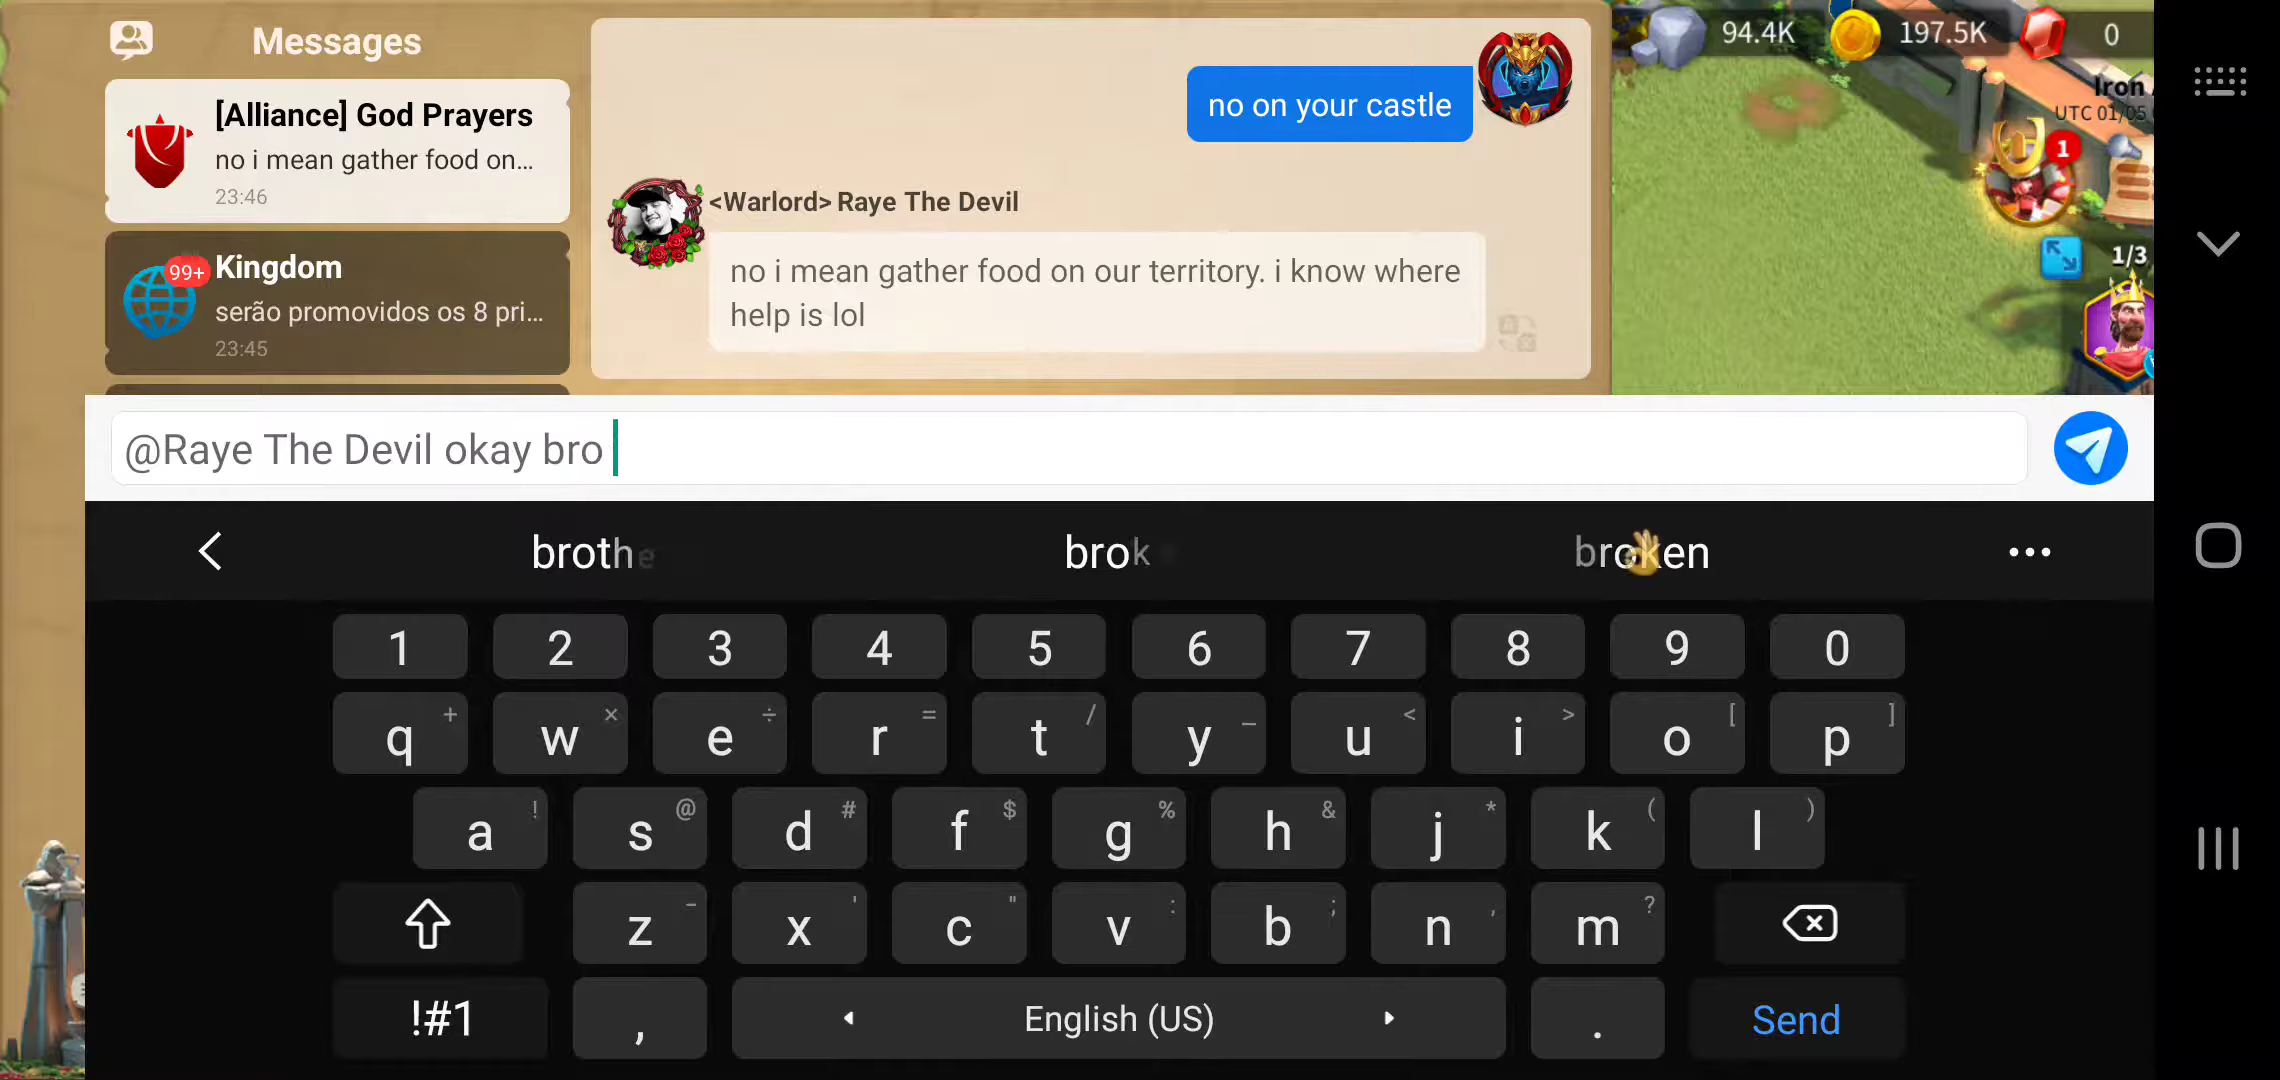 Messages
[Alliance] God Prayers
no i mean gather food on...
23:46
99+
Kingdom
serão promovidos os 8 pri...
23:45
no on your castle
<Warlord> Raye The Devil
no i mean gather food on our territory. i know where
help is lol
94.4K
197.5K
0
Iron
UTC 01/05
1
1/3
@Raye The Devil okay bro
brothe
brok
broken
1 2 3 4 5 6 7 8 9 0
+ × ÷ = / _ < > [ ]
q w e r t y u i o p
! @ # $ % & * ( )
a s d f g h j k l
- ' " : ; , ?
z x c v b n m
!#1 , English (US) . Send